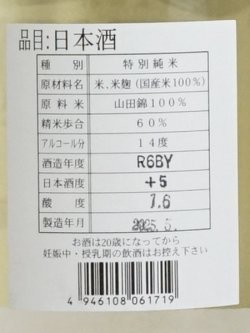 品目:日本酒
種別 特別純米
原材料名 米、米麹(国産米100%)
原料米 山田錦100%
精米歩合 60%
アルコール分 14度
酒造年度 R6BY
日本酒度 +5
酸度 1.6
製造年月 2025.5.
お酒は20歳になってから
妊娠中・授乳期の飲酒はお控え下さい
4 946108 061719